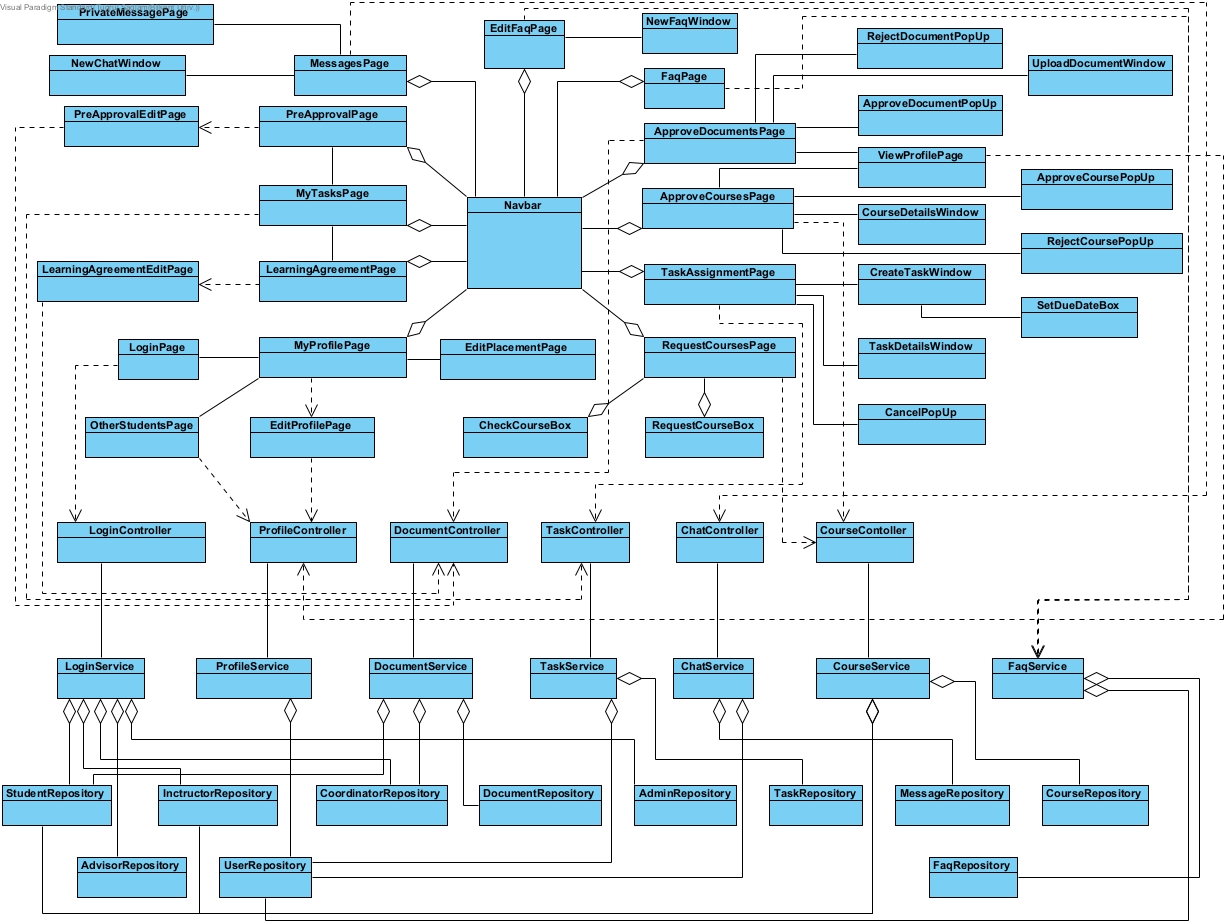 Visual Paradigm Standard
PrivateMessagePage
EditFaqPage
NewFaqWindow
RejectDocumentPopUp
NewChatWindow
MessagesPage
FaqPage
UploadDocumentWindow
PreApprovalEditPage
PreApprovalPage
ApproveDocumentsPage
ApproveDocumentPopUp
ViewProfilePage
MyTasksPage
Navbar
ApproveCoursesPage
ApproveCoursePopUp
CourseDetailsWindow
RejectCoursePopUp
LearningAgreementEditPage
LearningAgreementPage
TaskAssignmentPage
CreateTaskWindow
SetDueDateBox
LoginPage
MyProfilePage
EditPlacementPage
RequestCoursesPage
TaskDetailsWindow
OtherStudentsPage
EditProfilePage
CheckCourseBox
RequestCourseBox
CancelPopUp
LoginController
ProfileController
DocumentController
TaskController
ChatController
CourseContoller
LoginService
ProfileService
DocumentService
TaskService
ChatService
CourseService
FaqService
StudentRepository
InctructorRepository
CoordinatorRepository
DocumentRepository
AdminRepository
TaskRepository
MessageRepository
CourseRepository
AdvisorRepository
UserRepository
FaqRepository